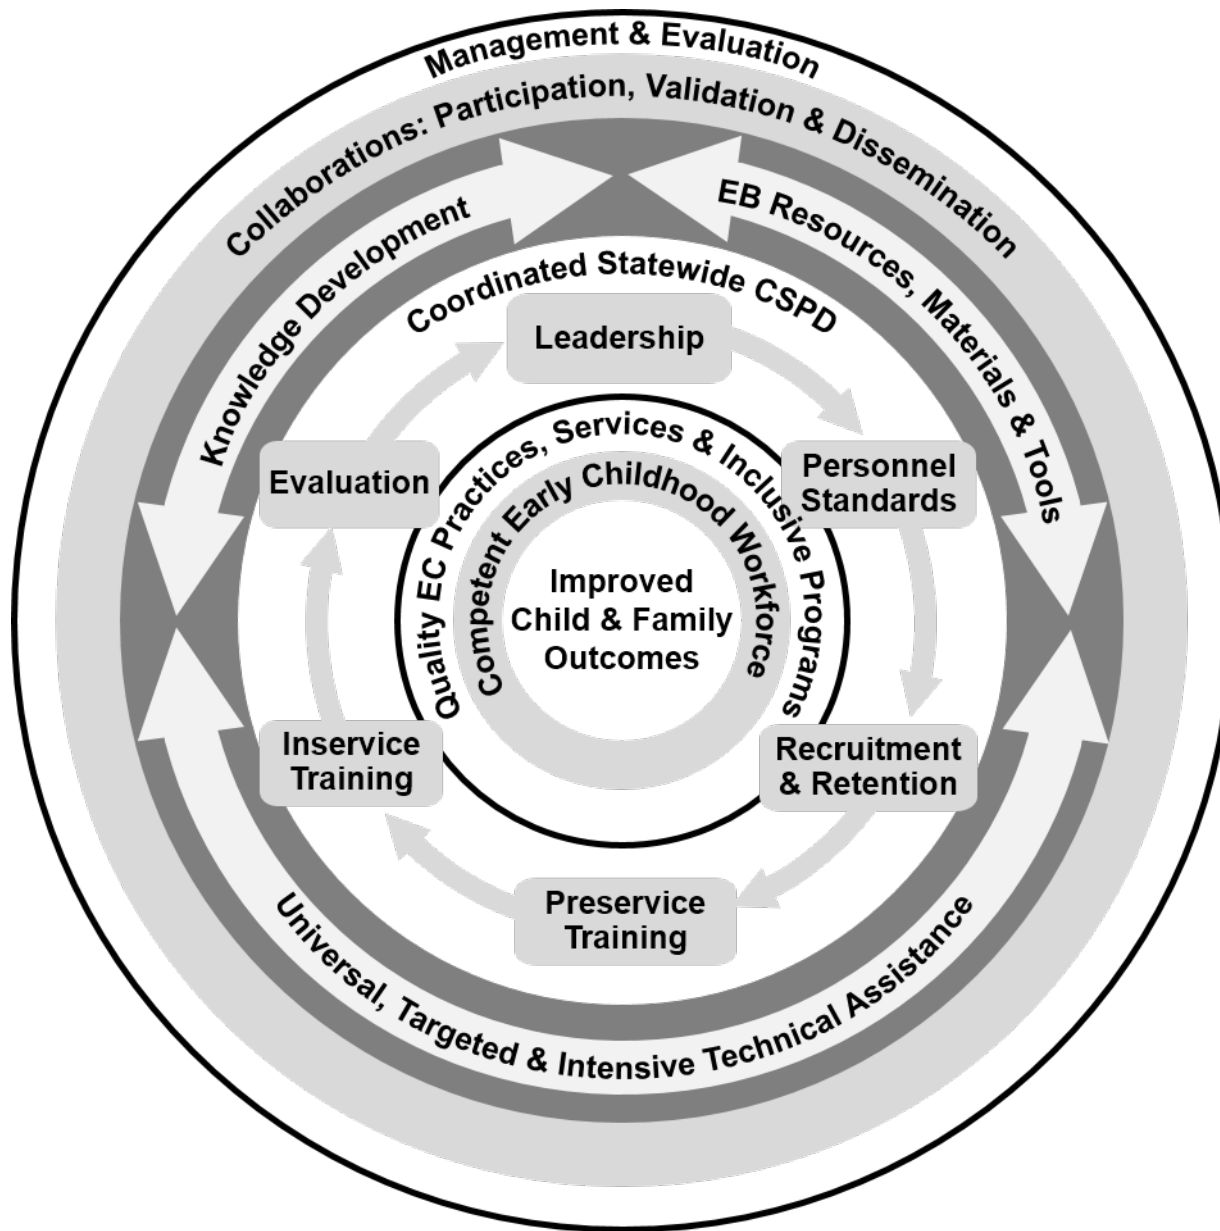 Management & Evaluation
Collaborations: Participation, Validation & Dissemination
Knowledge Development
EB Resources, Materials & Tools
Coordinated Statewide CSPD
Leadership
Personnel
Standards
Recruitment
& Retention
Preservice
Training
Inservice
Training
Evaluation
Quality EC Practices, Services & Inclusive Programs
Competent Early Childhood Workforce
Improved
Child & Family
Outcomes
Universal, Targeted & Intensive Technical Assistance